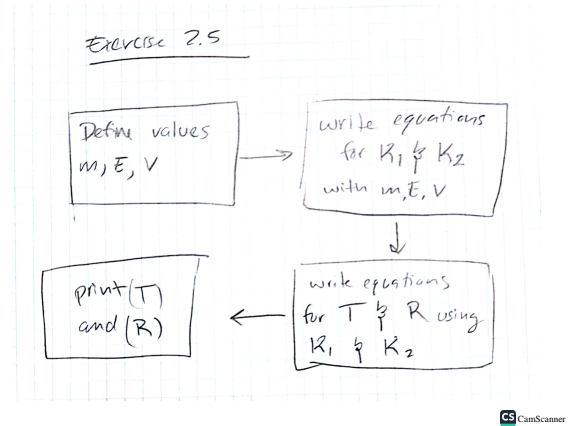 Exercise 2.5
Define values
m, E, V
write equations
for K1 & K2
with m, E, V
write equations
for T & R using
K1 & K2
print(T)
and (R)
CS CamScanner